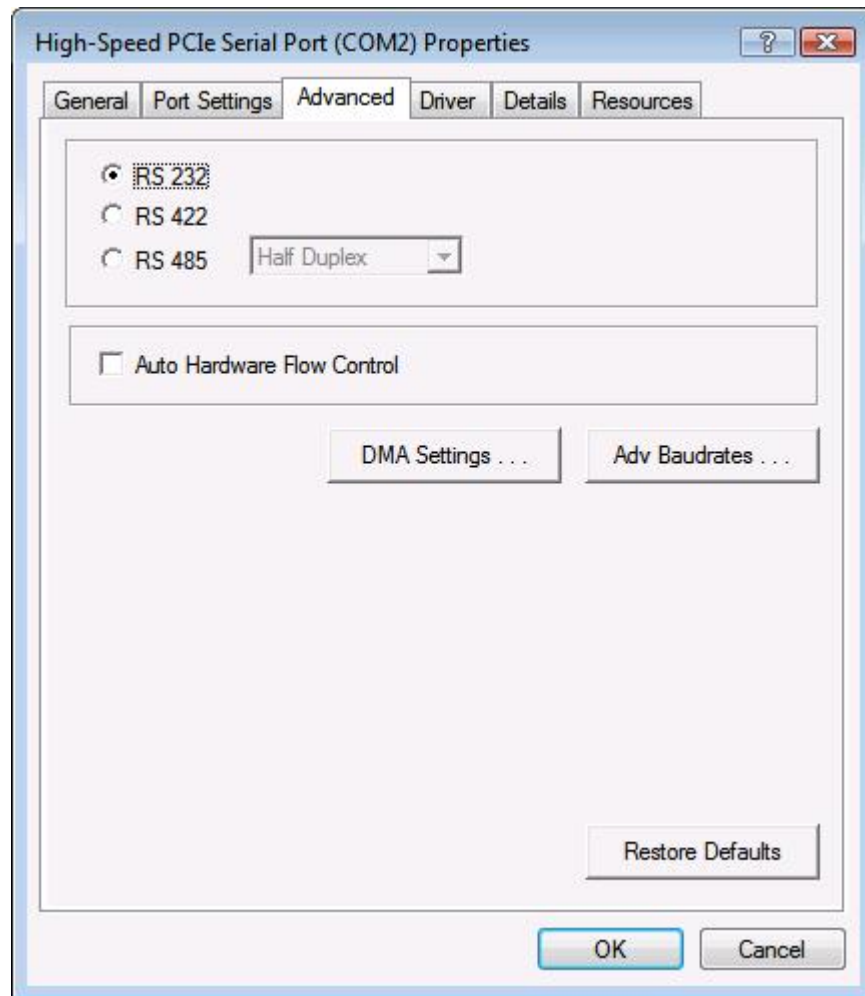 High-Speed PCIe Serial Port (COM2) Properties
General Port Settings Advanced Driver Details Resources
RS 232
RS 422
RS 485 Half Duplex
Auto Hardware Flow Control
DMA Settings . . . Adv Baudrates . . .
Restore Defaults
OK Cancel